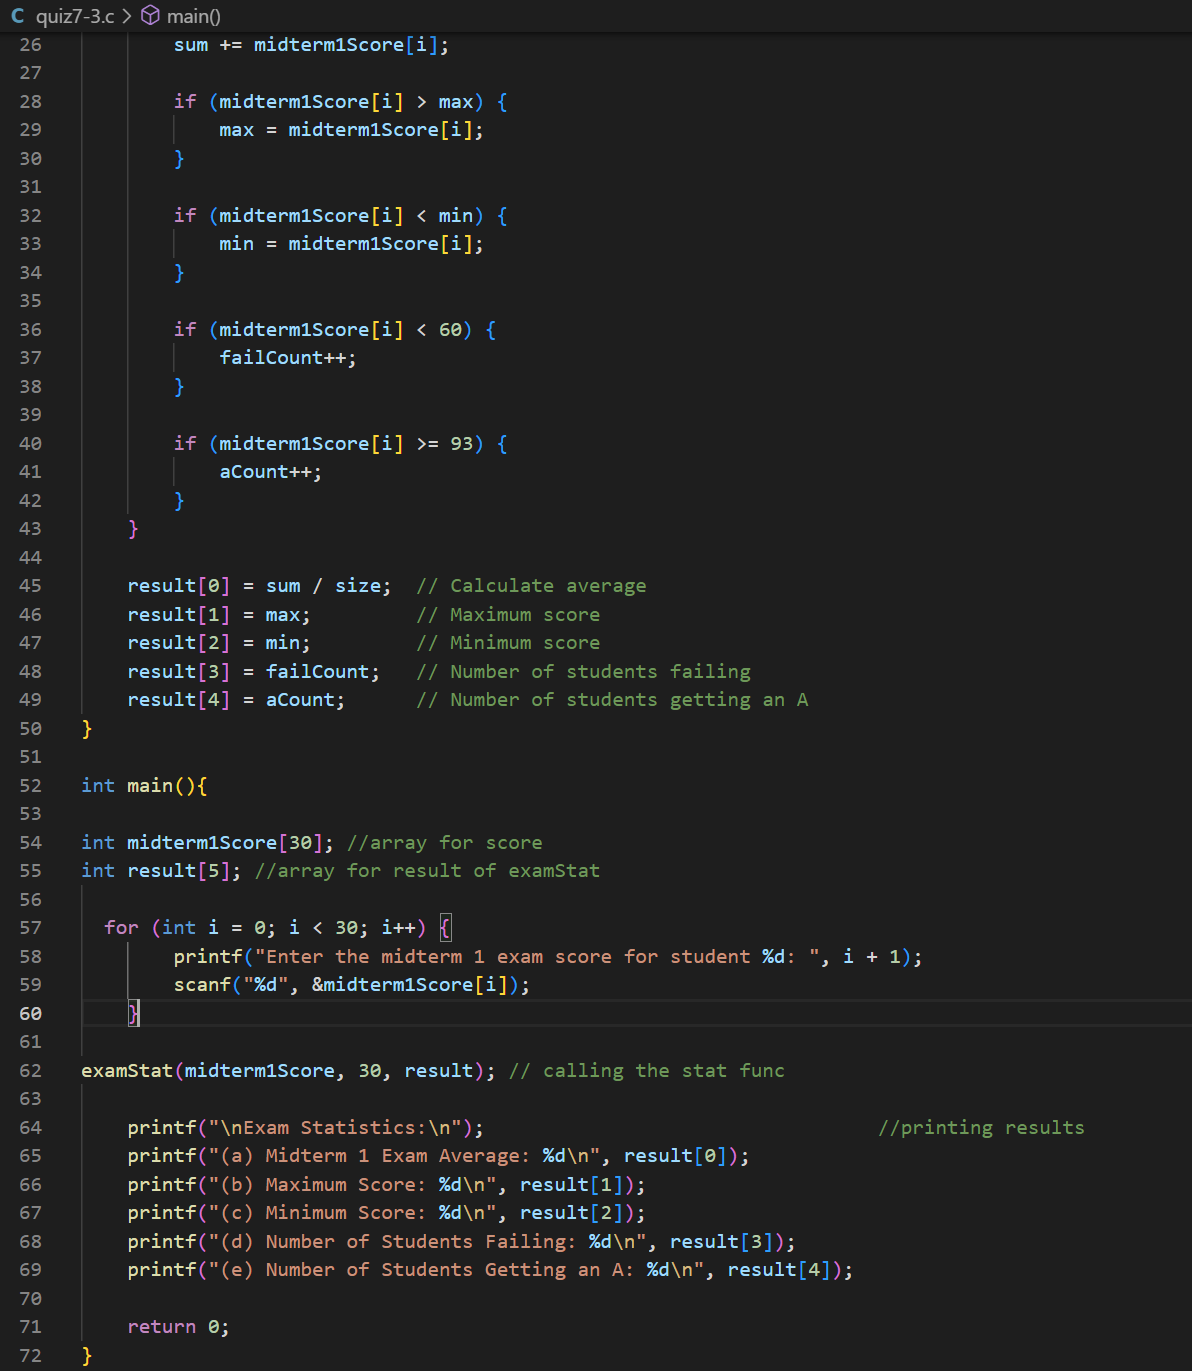 C quiz7-3.c > main()
26 sum += midterm1Score[i];
27
28 if (midterm1Score[i] > max) {
29 max = midterm1Score[i];
30 }
31
32 if (midterm1Score[i] < min) {
33 min = midterm1Score[i];
34 }
35
36 if (midterm1Score[i] < 60) {
37 failCount++;
38 }
39
40 if (midterm1Score[i] >= 93) {
41 aCount++;
42 }
43 }
44
45 result[0] = sum / size;  // Calculate average
46 result[1] = max;         // Maximum score
47 result[2] = min;         // Minimum score
48 result[3] = failCount;   // Number of students failing
49 result[4] = aCount;      // Number of students getting an A
50 }
51
52 int main(){
53
54 int midterm1Score[30]; //array for score
55 int result[5]; //array for result of examStat
56
57 for (int i = 0; i < 30; i++) {
58 printf("Enter the midterm 1 exam score for student %d: ", i + 1);
59 scanf("%d", &midterm1Score[i]);
60 }
61
62 examStat(midterm1Score, 30, result); // calling the stat func
63
64 printf("\nExam Statistics:\n"); //printing results
65 printf("(a) Midterm 1 Exam Average: %d\n", result[0]);
66 printf("(b) Maximum Score: %d\n", result[1]);
67 printf("(c) Minimum Score: %d\n", result[2]);
68 printf("(d) Number of Students Failing: %d\n", result[3]);
69 printf("(e) Number of Students Getting an A: %d\n", result[4]);
70
71 return 0;
72 }